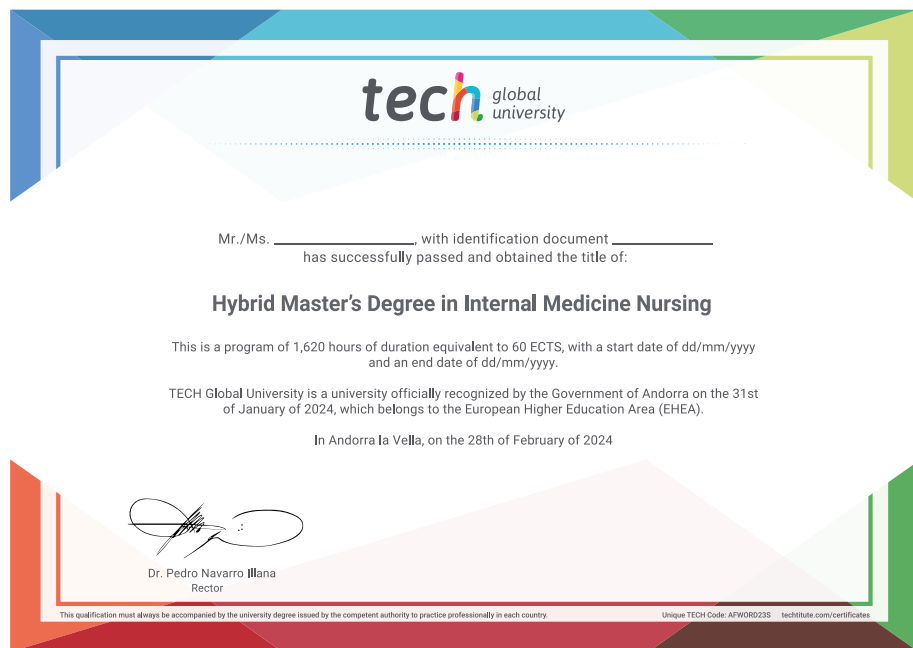 tech global university
Mr./Ms. ____________, with identification document ____________
has successfully passed and obtained the title of:
Hybrid Master's Degree in Internal Medicine Nursing
This is a program of 1,620 hours of duration equivalent to 60 ECTS, with a start date of dd/mm/yyyy
and an end date of dd/mm/yyyy.
TECH Global University is a university officially recognized by the Government of Andorra on the 31st
of January of 2024, which belongs to the European Higher Education Area (EHEA).
In Andorra la Vella, on the 28th of February of 2024
Dr. Pedro Navarro Illana
Rector
This qualification must always be accompanied by the university degree issued by the competent authority to practice professionally in each country.
Unique TECH Code: AFWORD23S techtitute.com/certificates